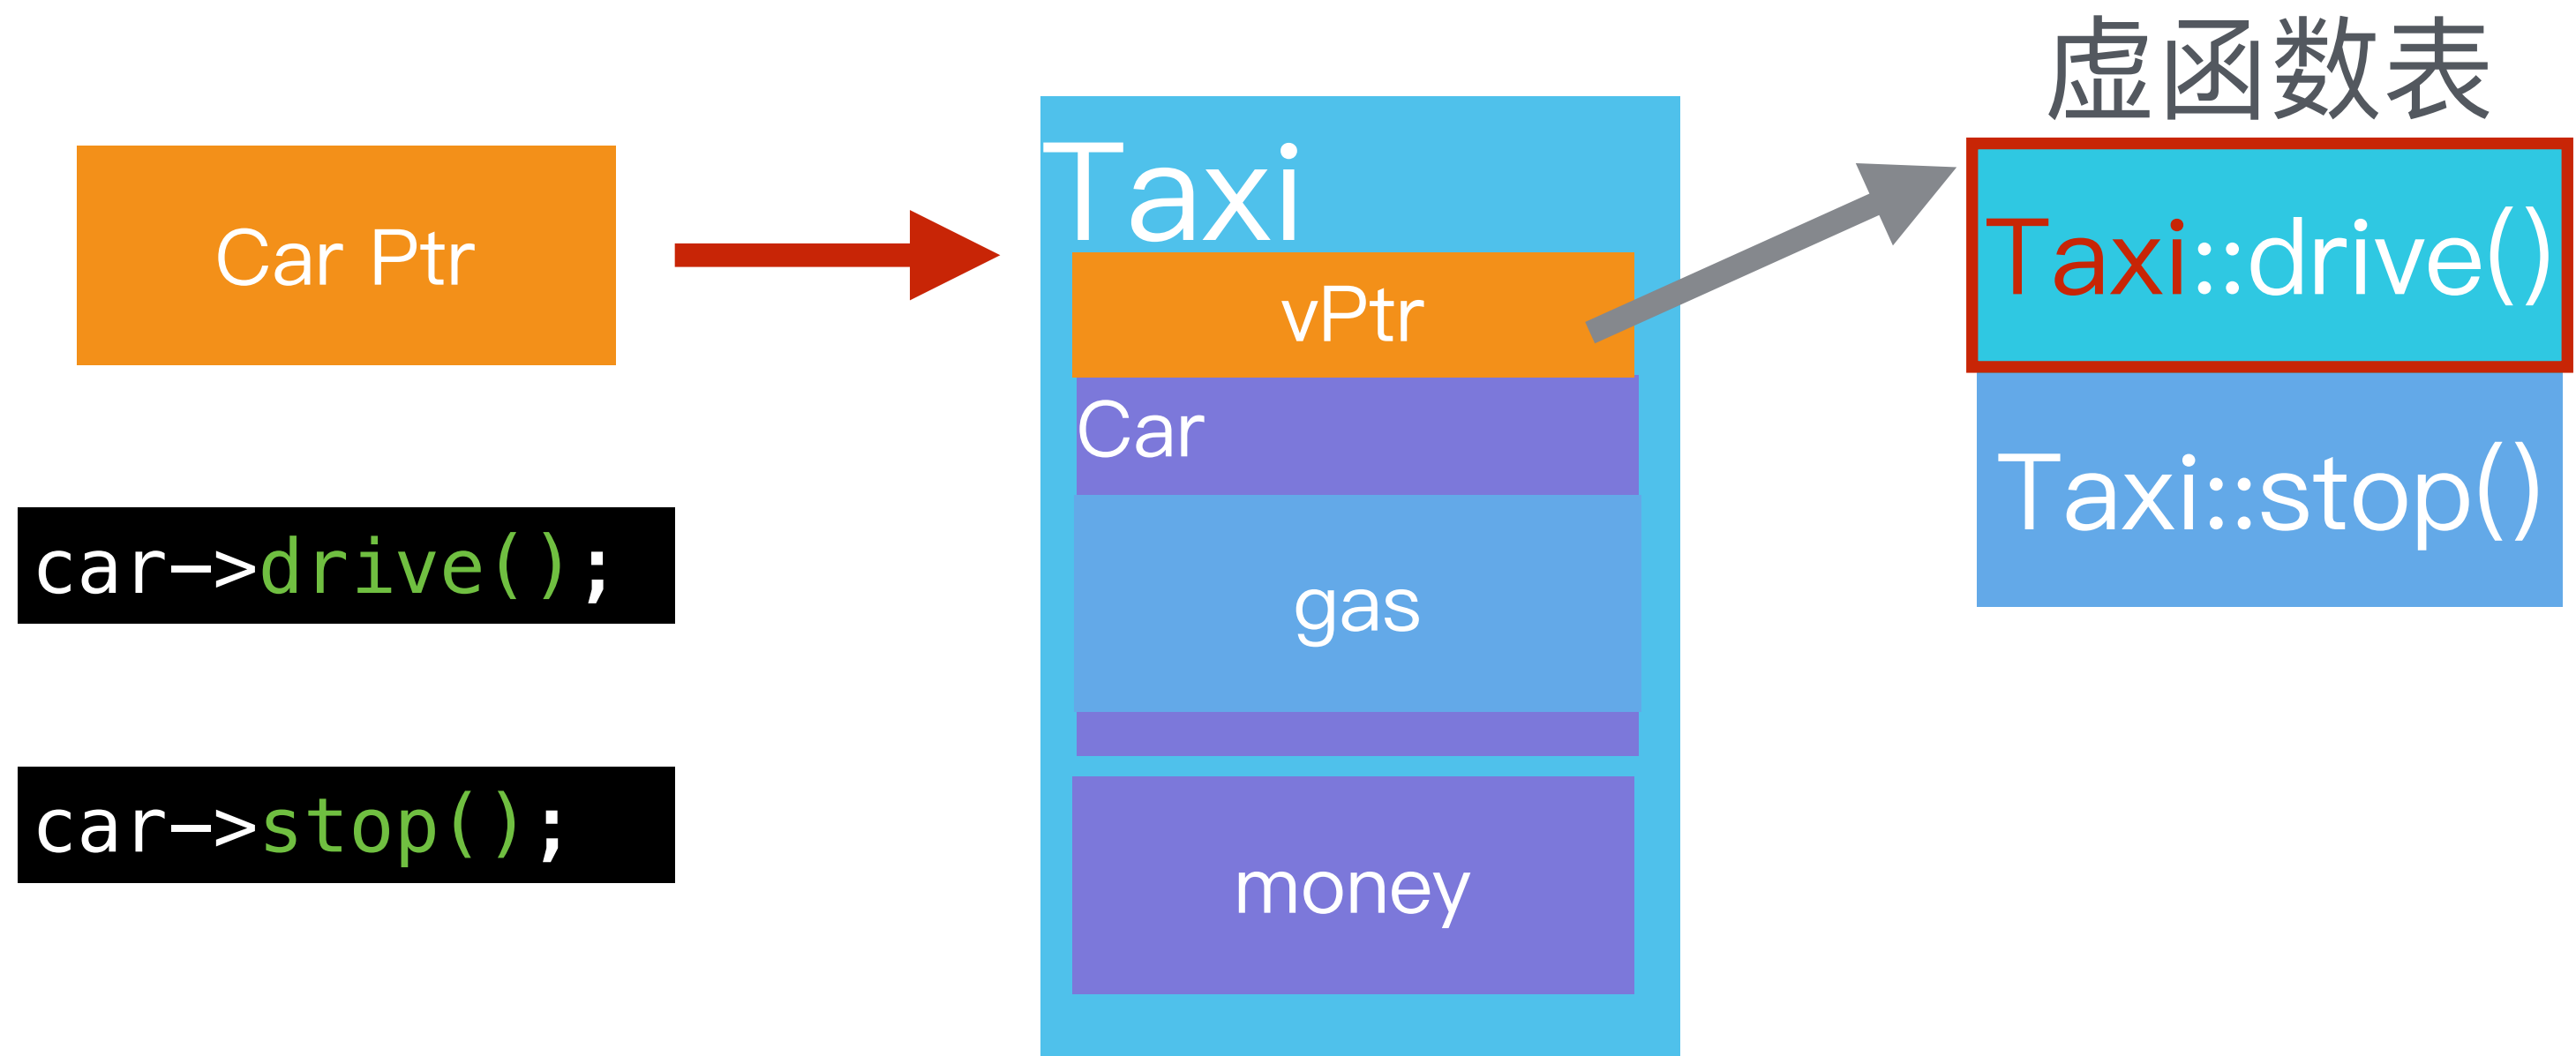 Car Ptr
car->drive();
car->stop();
Taxi
vPtr
Car
gas
money
虚函数表
Taxi::drive()
Taxi::stop()